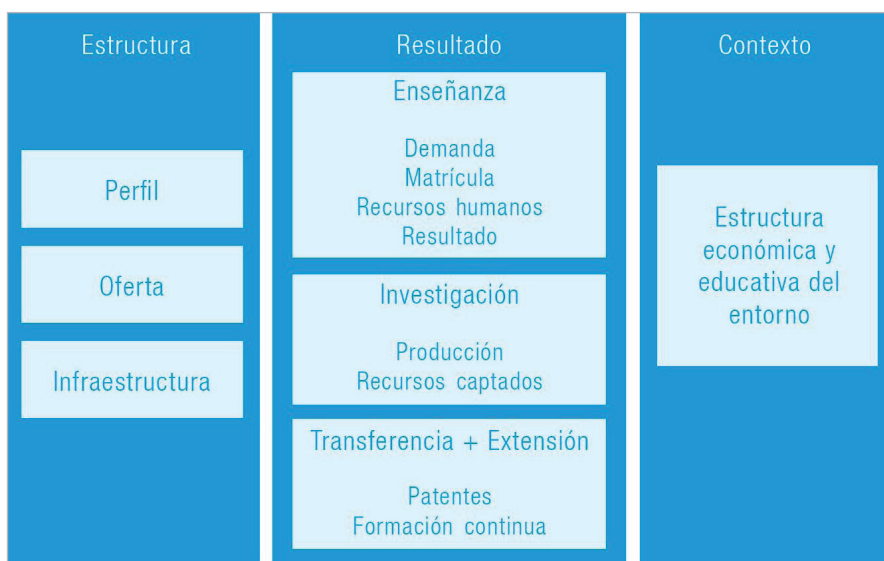 Estructura
Perfil
Oferta
Infraestructura
Resultado
Enseñanza
Demanda
Matrícula
Recursos humanos
Resultado
Investigación
Producción
Recursos captados
Transferencia + Extensión
Patentes
Formación continua
Contexto
Estructura
económica y
educativa del
entorno